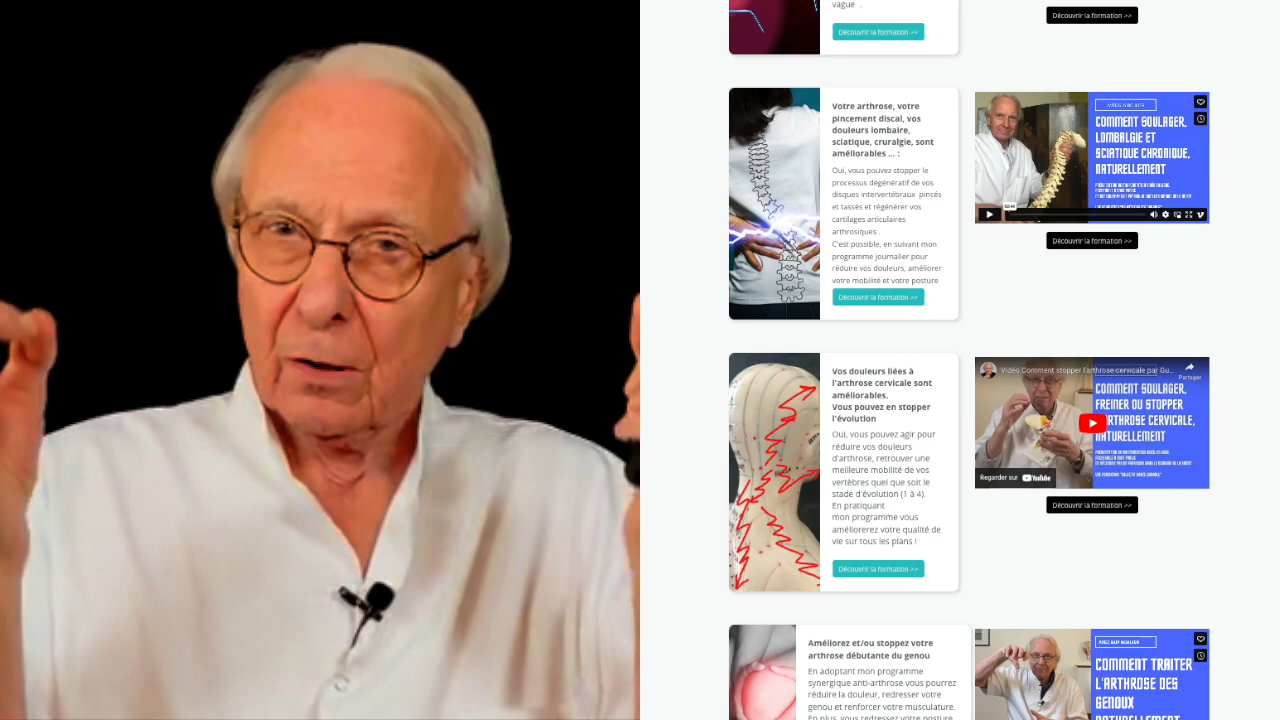 vague .
Découvrir la formation >>
Découvrir la formation >>
Votre arthrose, votre
pincement discal, vos
douleurs lombaire,
sciatique, cruralgie, sont
améliorables ... :
Oui, vous pouvez stopper le
processus dégénératif de vos
disques intervertébraux pincés
et tassés et régénérer vos
cartilages articulaires
arthrosiques .
C'est possible, en suivant mon
programme journalier pour
réduire vos douleurs, améliorer
votre mobilité et votre posture
Découvrir la formation >>
COMMENT SOULAGER,
LOMBALGIE ET
SCIATIQUE CHRONIQUE,
NATURELLEMENT
Découvrir la formation >>
Vos douleurs liées à
l'arthrose cervicale sont
améliorables.
Vous pouvez en stopper
l'évolution
Oui, vous pouvez agir pour
réduire vos douleurs
d'arthrose, retrouver une
meilleure mobilité de vos
vertèbres quel que soit le
stade d'évolution (1 à 4).
En pratiquant
mon programme vous
améliorerez votre qualité de
vie sur tous les plans !
Découvrir la formation >>
Vidéo Comment stopper l'arthrose cervicale par Gu...
Partager
COMMENT SOULAGER,
FREINER OU STOPPER
L'ARTHROSE CERVICALE,
NATURELLEMENT
Regarder sur YouTube
Découvrir la formation >>
Améliorez et/ou stoppez votre
arthrose débutante du genou
En adoptant mon programme
synergique anti-arthrose vous pourrez
réduire la douleur, redresser votre
genou et renforcer votre musculature.
En plus, vous redressez votre posture
COMMENT TRAITER
L'ARTHROSE DES
GENOUX
NATURELLEMENT